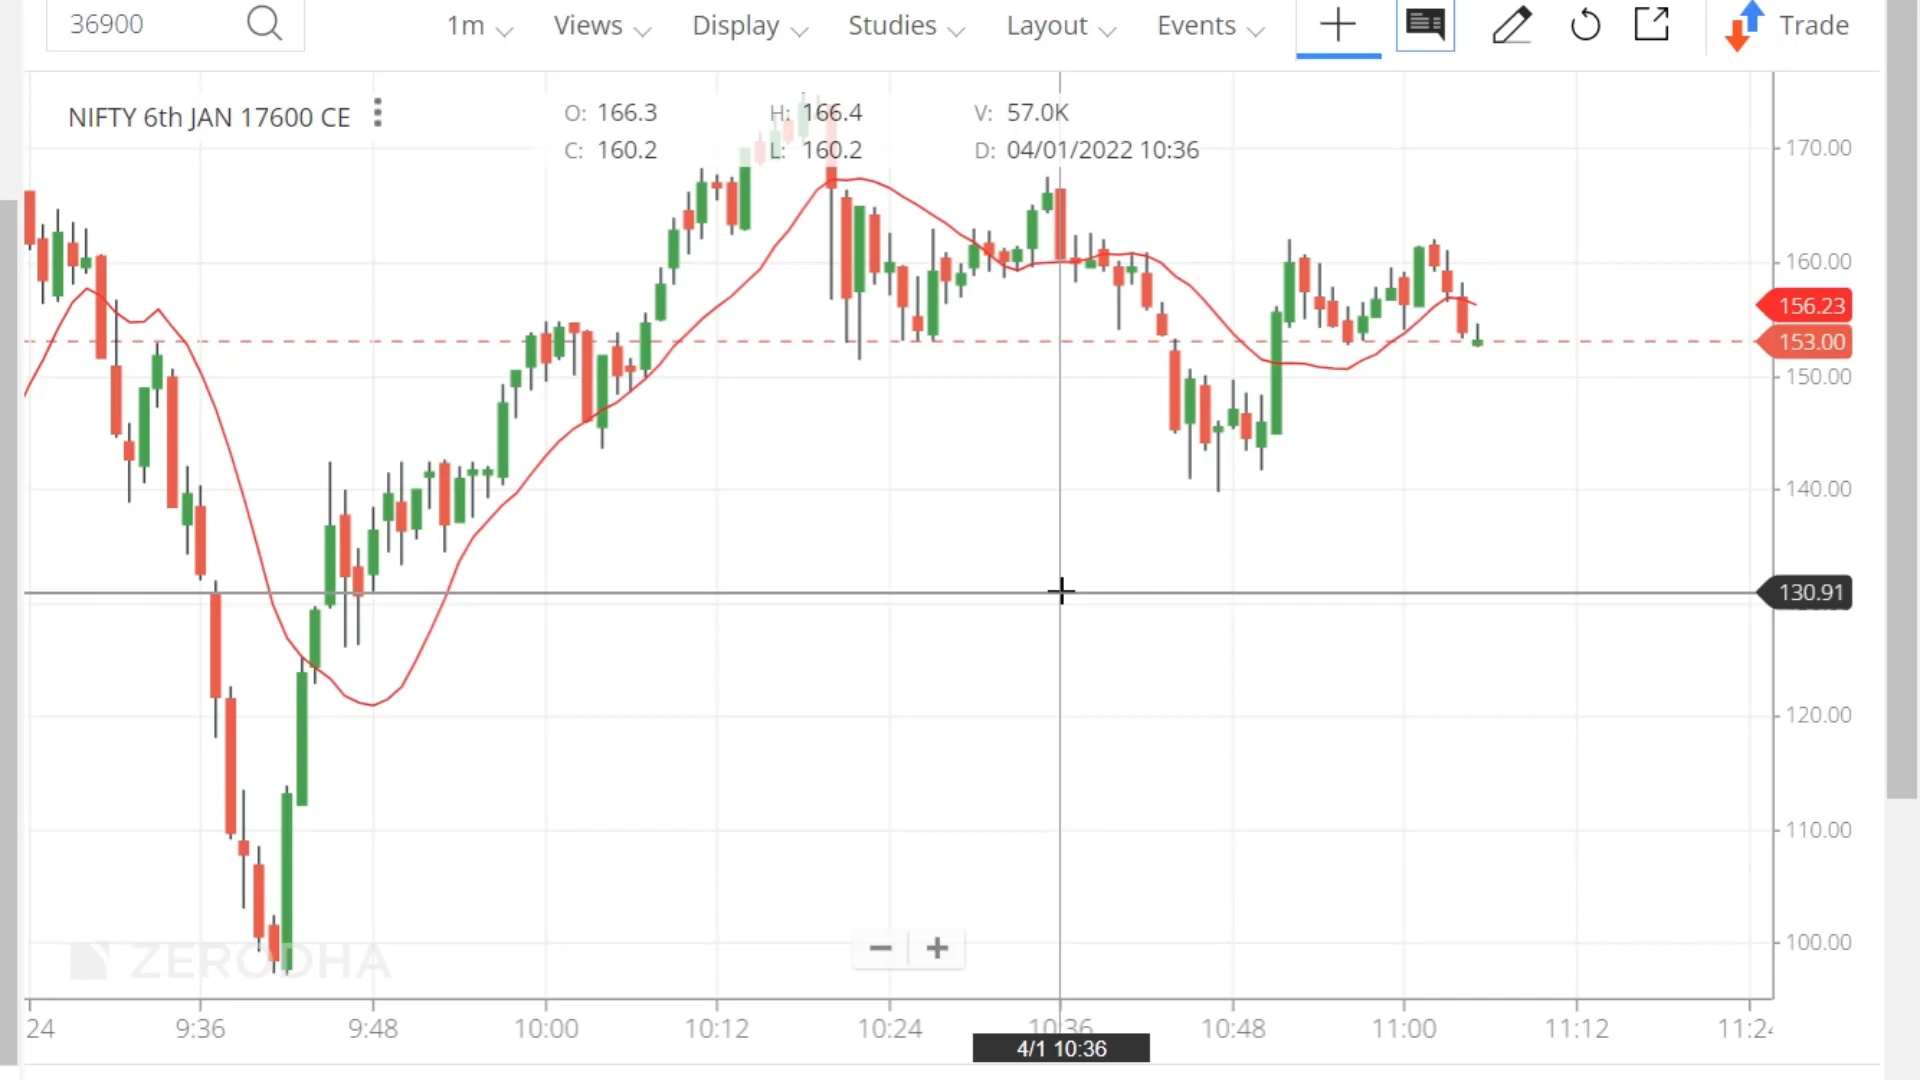 36900 1m Views Display Studies Layout Events Trade
NIFTY 6th JAN 17600 CE
O: 166.3 H: 166.4 V: 57.0K
C: 160.2 L: 160.2 D: 04/01/2022 10:36
170.00
160.00
156.23
153.00
150.00
140.00
130.91
120.00
110.00
100.00
ZERODHA
24 9:36 9:48 10:00 10:12 10:24 10:36 10:48 11:00 11:12
4/1 10:36